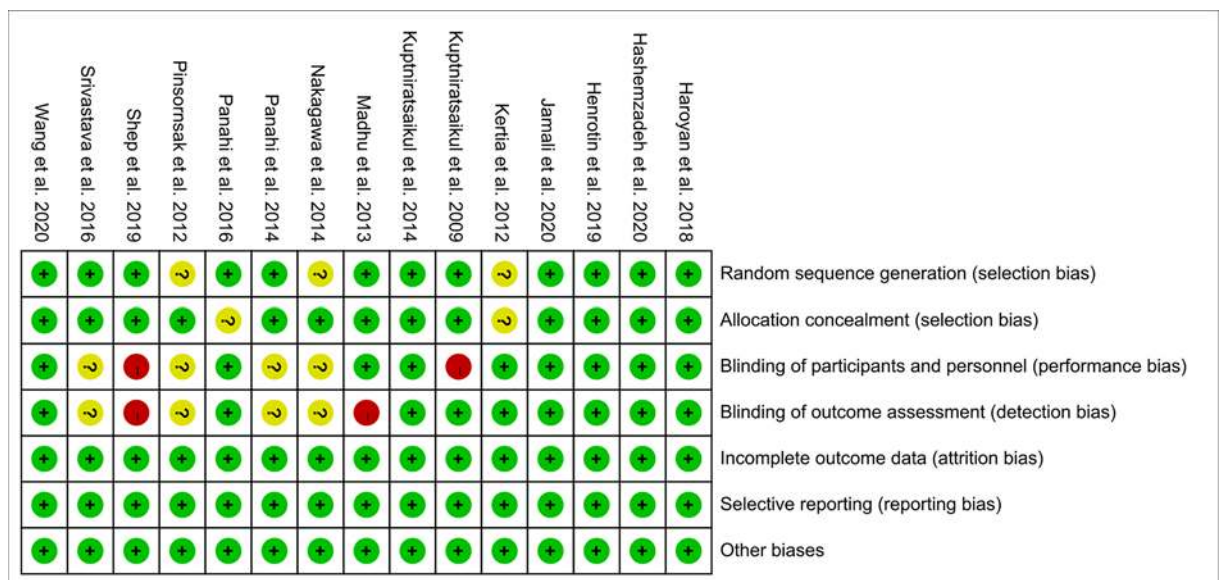 Wang et al. 2020
Srivastava et al. 2016
Shep et al. 2019
Pinsornsak et al. 2012
Panahi et al. 2016
Panahi et al. 2014
Nakagawa et al. 2014
Madhu et al. 2013
Kuptniratsaikul et al. 2014
Kuptniratsaikul et al. 2009
Kertia et al. 2012
Jamali et al. 2020
Henrotin et al. 2019
Hashemzadeh et al. 2020
Haroyan et al. 2018
+ + + ? + + ? + + + ? + + + + Random sequence generation (selection bias)
+ + + + ? + + + + + ? + + + + Allocation concealment (selection bias)
+ ? - ? + ? ? + + - + + + + + Blinding of participants and personnel (performance bias)
+ ? - ? + ? ? - + + + + + + + Blinding of outcome assessment (detection bias)
+ + + + + + + + + + + + + + + Incomplete outcome data (attrition bias)
+ + + + + + + + + + + + + + + Selective reporting (reporting bias)
+ + + + + + + + + + + + + + + Other biases